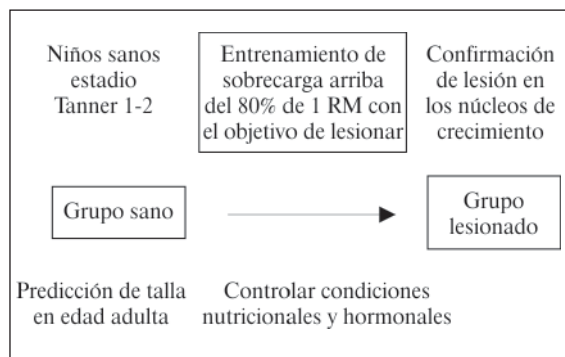 Niños sanos
estadio
Tanner 1-2
Entrenamiento de
sobrecarga arriba
del 80% de 1 RM con
el objetivo de lesionar
Confirmación
de lesión en
los núcleos de
crecimiento
Grupo sano
Grupo
lesionado
Predicción de talla
en edad adulta
Controlar condiciones
nutricionales y hormonales